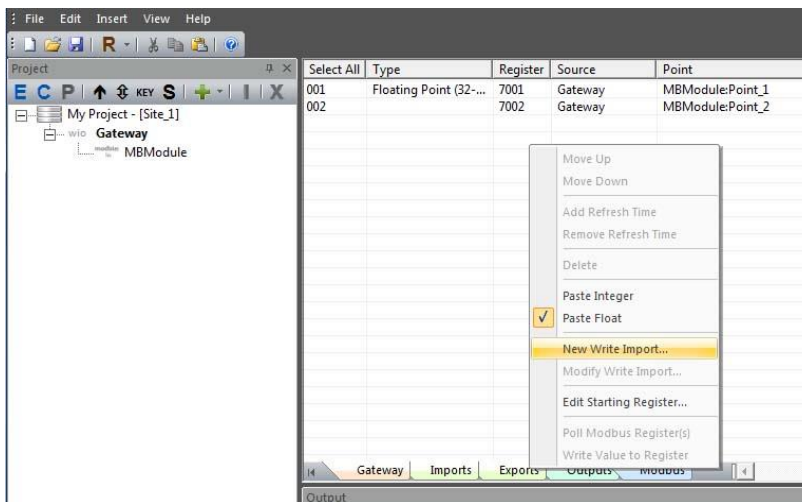 File Edit Insert View Help
R
Project
Select All Type Register Source Point
E C P KEY S X
001 Floating Point (32-... 7001 Gateway MBModule:Point_1
My Project - [Site_1]
002 7002 Gateway MBModule:Point_2
wio Gateway
MBModule
Move Up
Move Down
Add Refresh Time
Remove Refresh Time
Delete
Paste Integer
Paste Float
New Write Import...
Modify Write Import...
Edit Starting Register...
Poll Modbus Register(s)
Write Value to Register
Gateway Imports Exports Outputs Modbus
Output